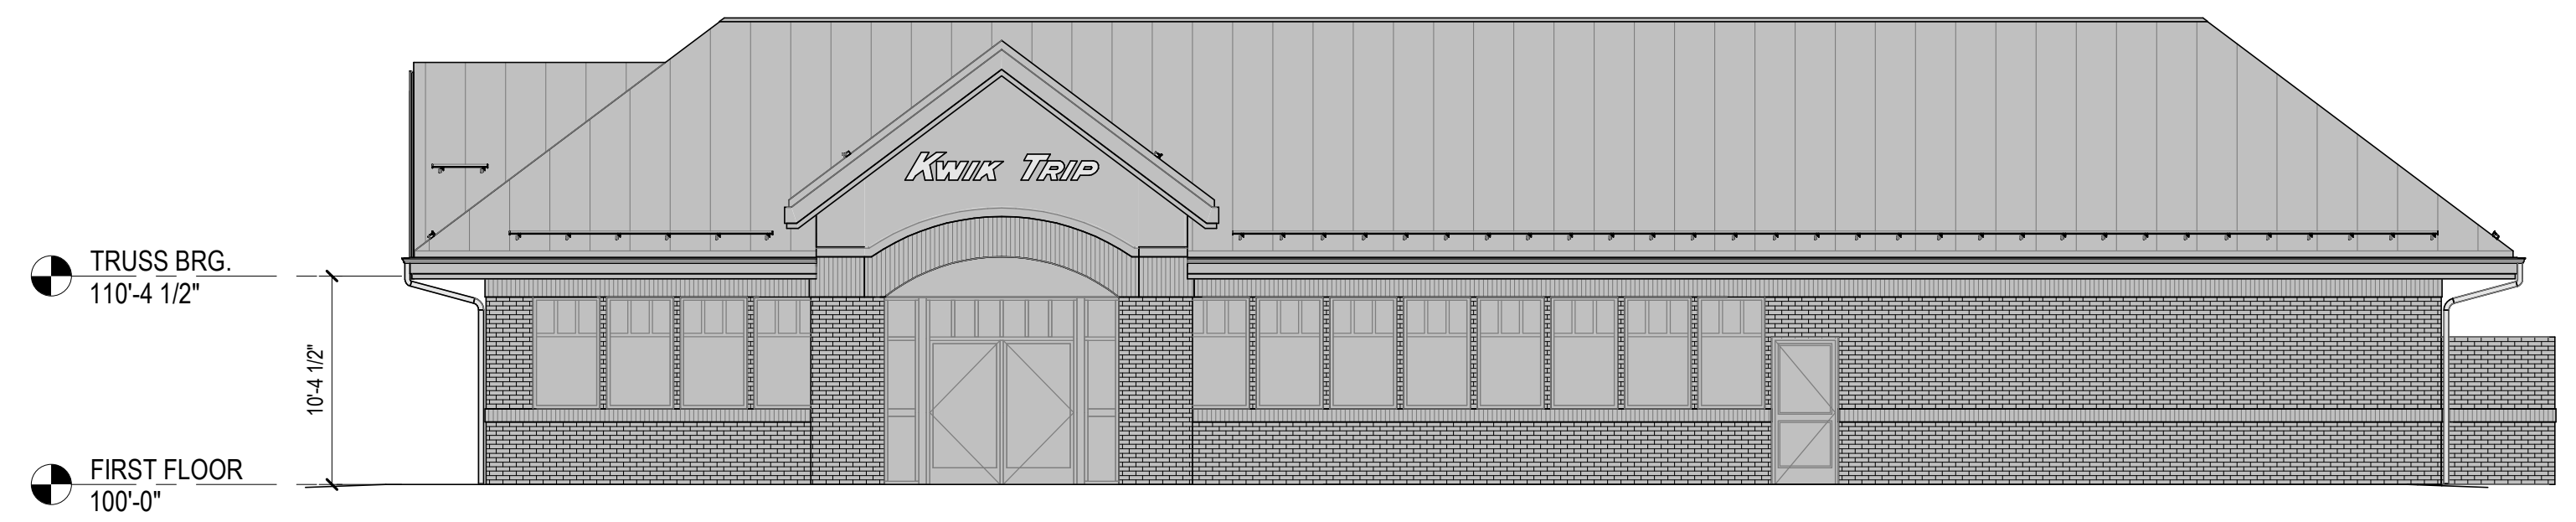 KWIK TRIP
TRUSS BRG.
110'-4 1/2"
10'-4 1/2"
FIRST FLOOR
100'-0"